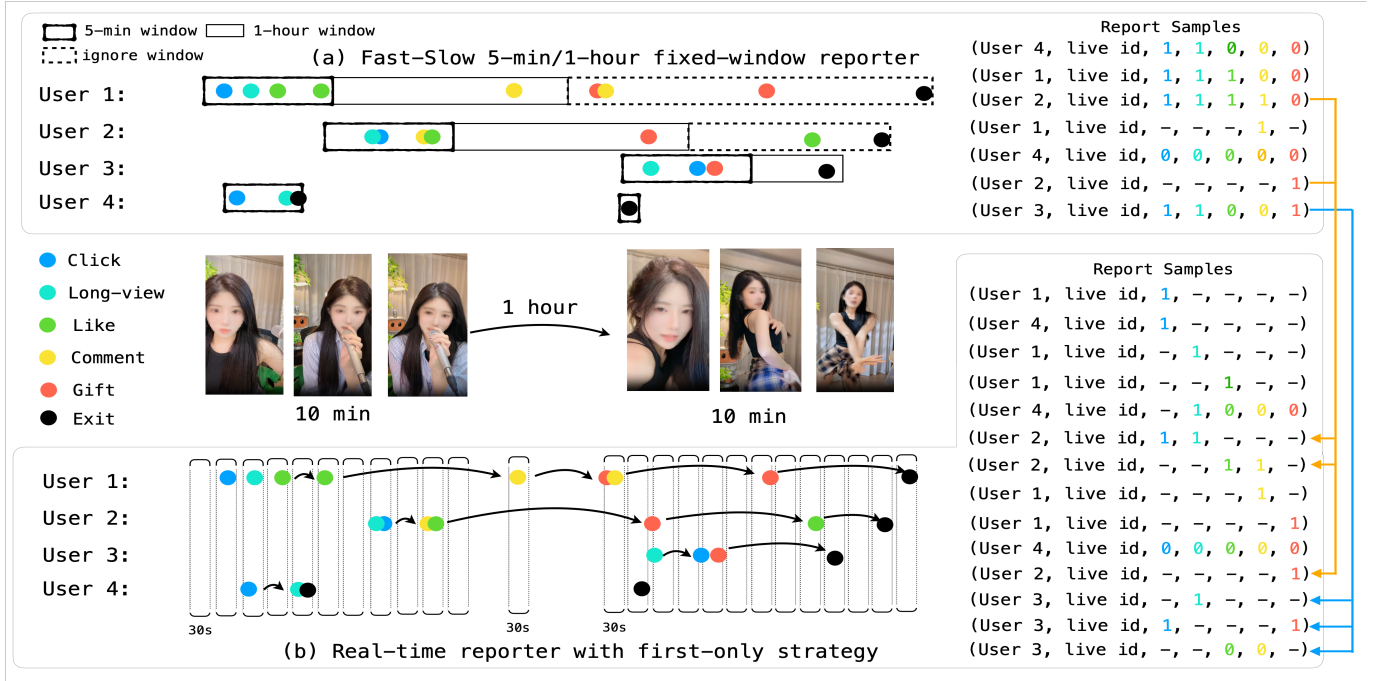 5-min window
1-hour window
ignore window
(a) Fast-Slow 5-min/1-hour fixed-window reporter
User 1:
User 2:
User 3:
User 4:
Report Samples
(User 4, live id, 1, 1, 0, 0, 0)
(User 1, live id, 1, 1, 1, 0, 0)
(User 2, live id, 1, 1, 1, 1, 0)
(User 1, live id, –, –, –, 1, –)
(User 4, live id, 0, 0, 0, 0, 0)
(User 2, live id, –, –, –, –, 1)
(User 3, live id, 1, 1, 0, 0, 1)
Click
Long-view
Like
Comment
Gift
Exit
10 min
1 hour
10 min
User 1:
User 2:
User 3:
User 4:
30s
30s
30s
(b) Real-time reporter with first-only strategy
Report Samples
(User 1, live id, 1, –, –, –, –)
(User 4, live id, 1, –, –, –, –)
(User 1, live id, –, 1, –, –, –)
(User 1, live id, –, –, 1, –, –)
(User 4, live id, –, 1, 0, 0, 0)
(User 2, live id, 1, 1, –, –, –)
(User 2, live id, –, –, 1, 1, –)
(User 1, live id, –, –, –, 1, –)
(User 1, live id, –, –, –, –, 1)
(User 4, live id, 0, 0, 0, 0, 0)
(User 2, live id, –, –, –, –, 1)
(User 3, live id, –, 1, –, –, –)
(User 3, live id, 1, –, –, –, 1)
(User 3, live id, –, –, 0, 0, –)